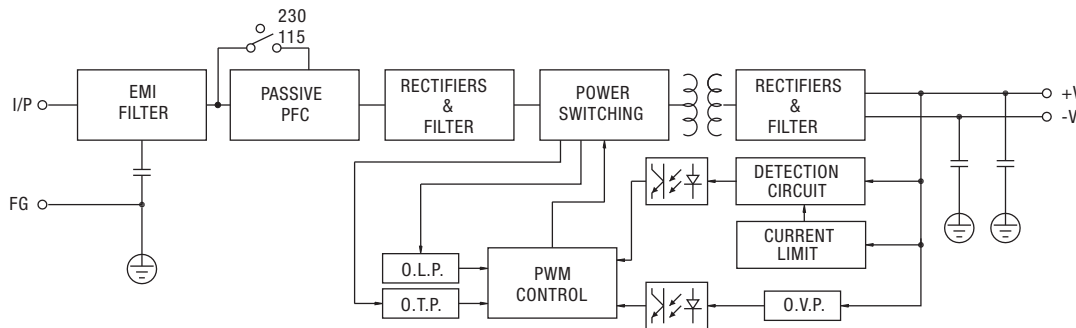 230
115
I/P
EMI
FILTER
PASSIVE
PFC
RECTIFIERS
&
FILTER
POWER
SWITCHING
RECTIFIERS
&
FILTER
+V
-V
FG
DETECTION
CIRCUIT
CURRENT
LIMIT
O.L.P.
O.T.P.
PWM
CONTROL
O.V.P.